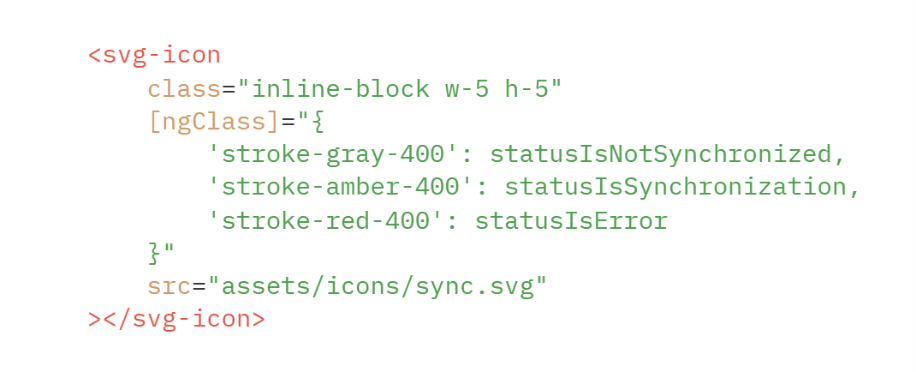 <svg-icon
class="inline-block w-5 h-5"
[ngClass]="{
'stroke-gray-400': statusIsNotSynchronized,
'stroke-amber-400': statusIsSynchronization,
'stroke-red-400': statusIsError
}"
src="assets/icons/sync.svg"
></svg-icon>